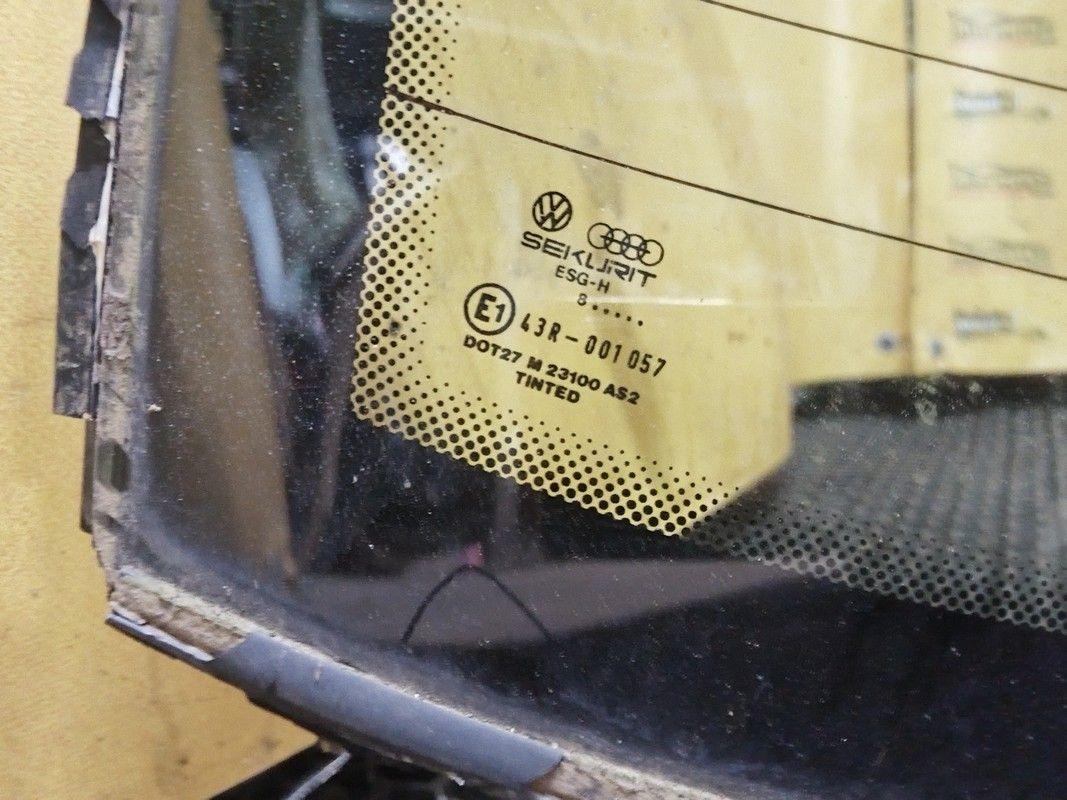 SEKURIT
ESG-H
8.....
E1 43R-001057
DOT27 M 23100 AS2
TINTED